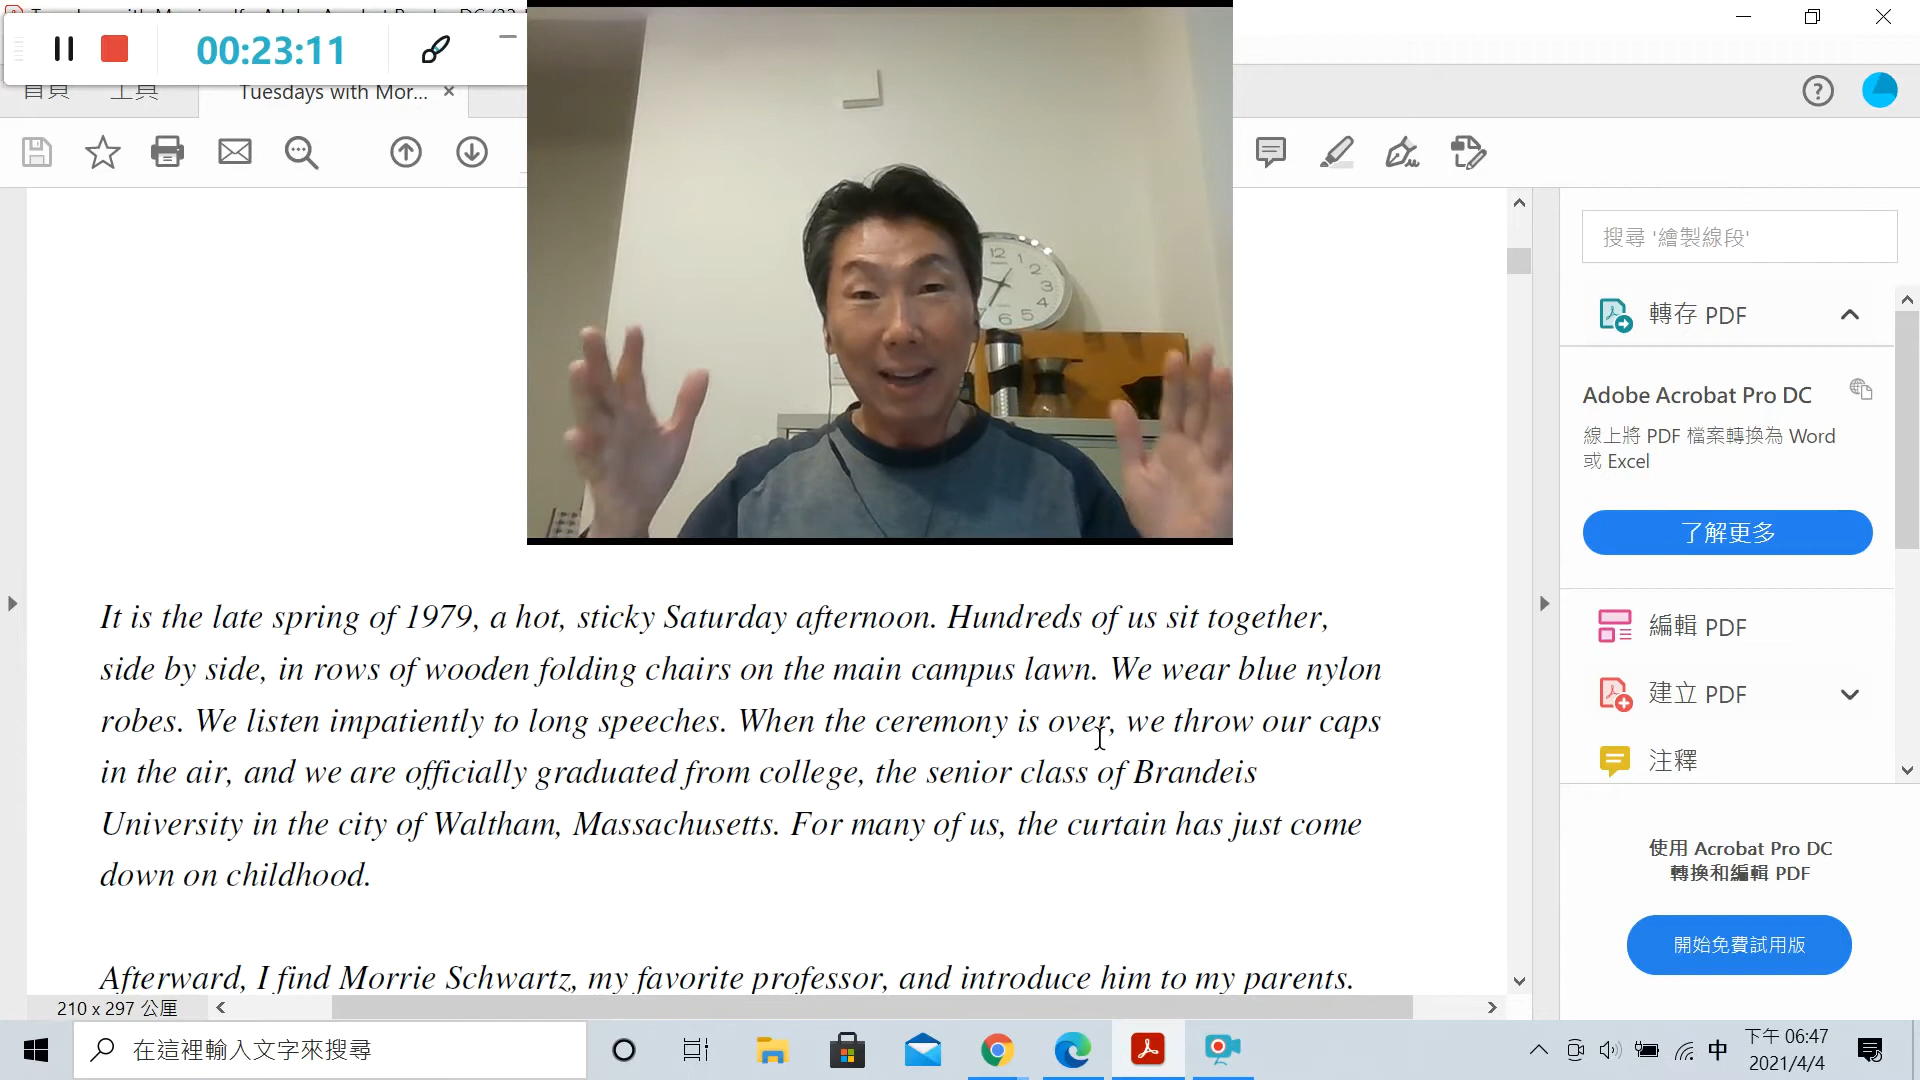 00:23:11
首頁
工具
Tuesdays with Mor...
搜尋 '繪製線段'
轉存 PDF
Adobe Acrobat Pro DC
線上將 PDF 檔案轉換為 Word
或 Excel
了解更多
編輯 PDF
建立 PDF
注釋
使用 Acrobat Pro DC
轉換和編輯 PDF
開始免費試用版
12
1
2
3
4
5
6
It is the late spring of 1979, a hot, sticky Saturday afternoon. Hundreds of us sit together,
side by side, in rows of wooden folding chairs on the main campus lawn. We wear blue nylon
robes. We listen impatiently to long speeches. When the ceremony is over, we throw our caps
in the air, and we are officially graduated from college, the senior class of Brandeis
University in the city of Waltham, Massachusetts. For many of us, the curtain has just come
down on childhood.
Afterward, I find Morrie Schwartz, my favorite professor, and introduce him to my parents.
210 x 297 公厘
在這裡輸入文字來搜尋
中
下午 06:47
2021/4/4